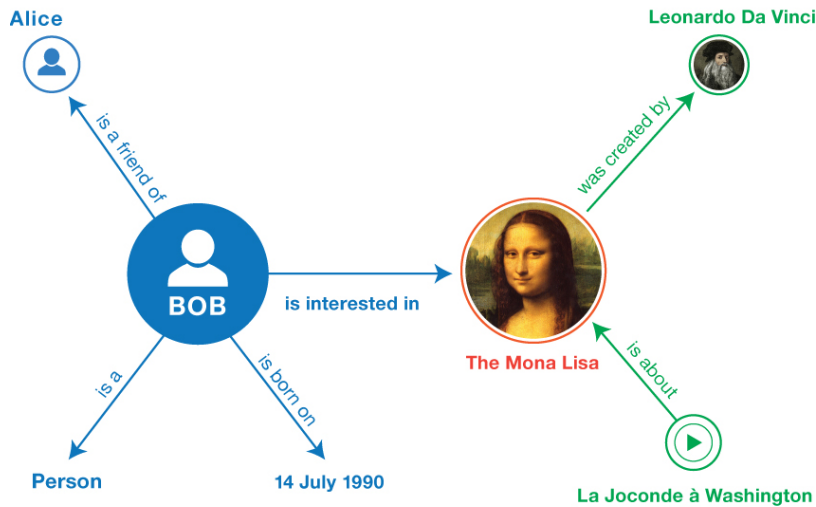 Alice
Leonardo Da Vinci
is a friend of
was created by
BOB
is interested in
The Mona Lisa
is a
is born on
is about
Person
14 July 1990
La Joconde à Washington